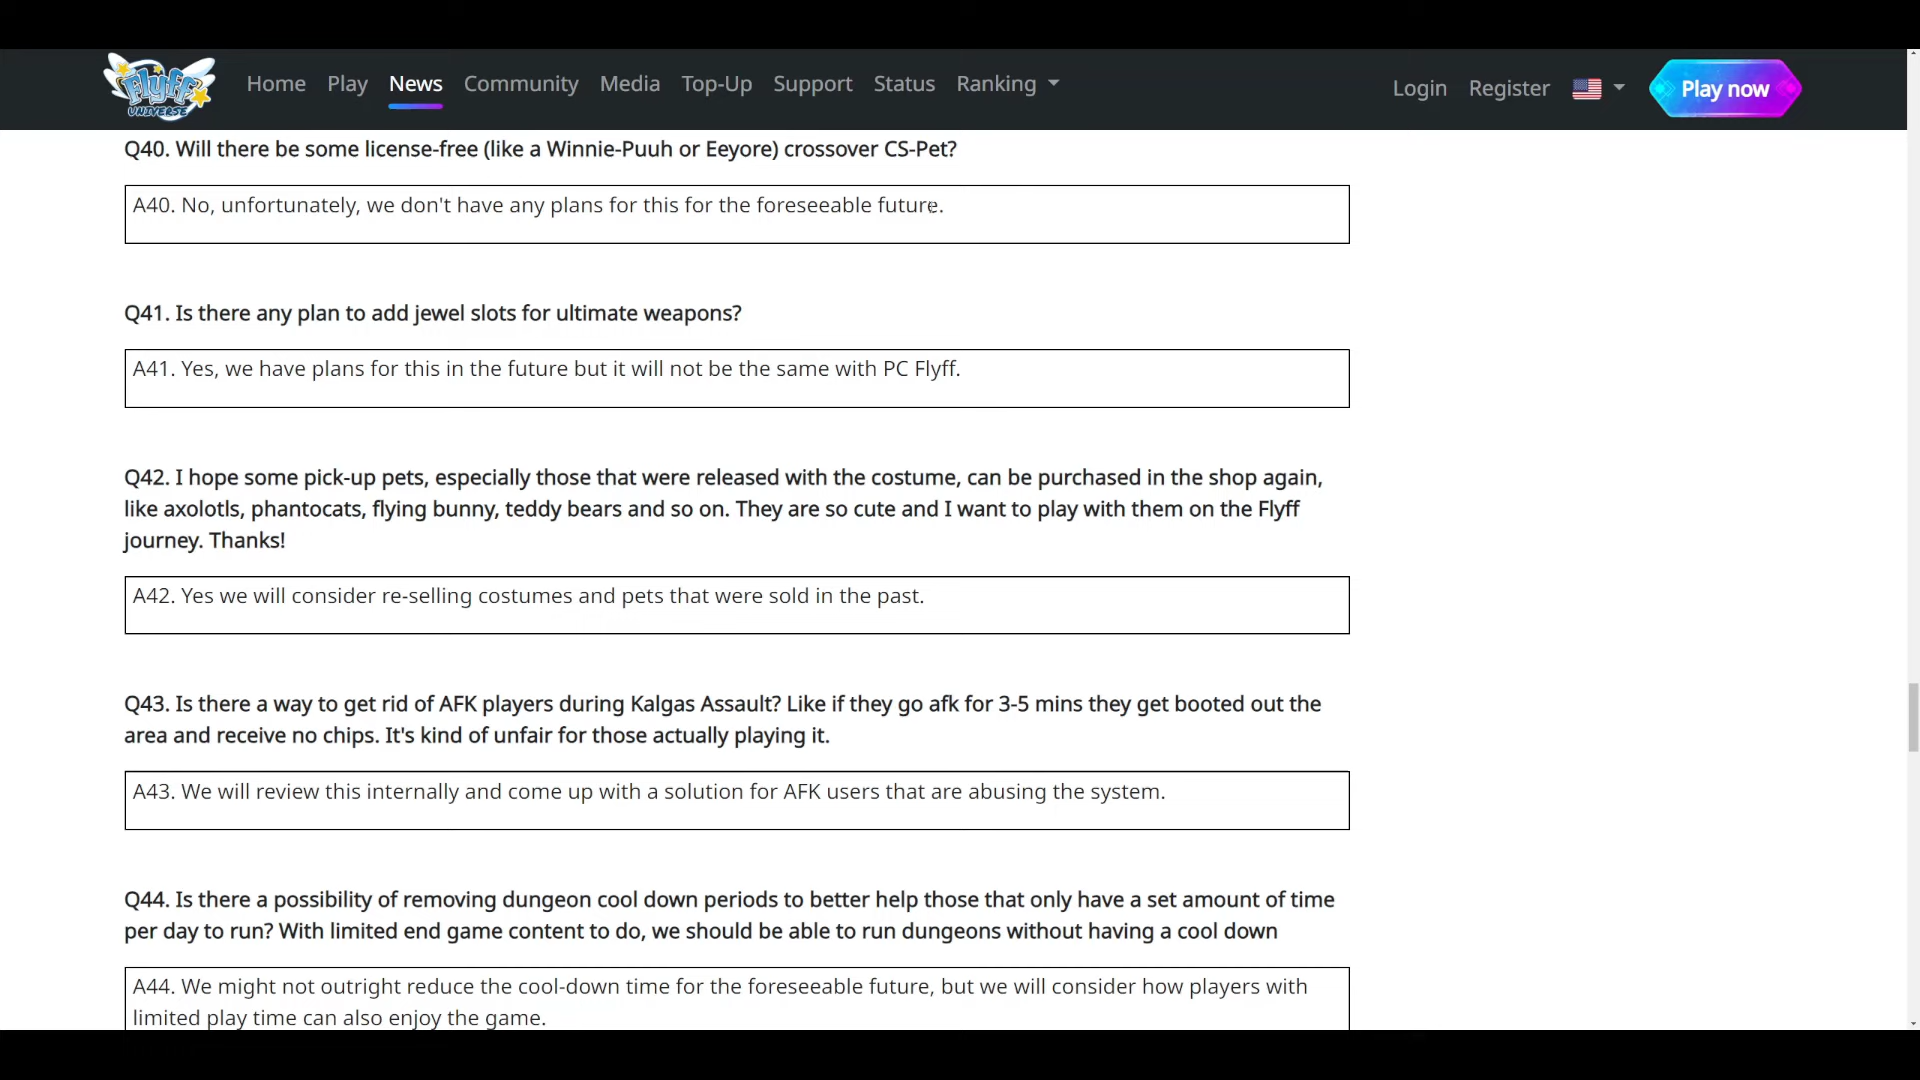 Flyff
UNIVERSE
Home Play News Community Media Top-Up Support Status Ranking Login Register Play now
Q40. Will there be some license-free (like a Winnie-Puuh or Eeyore) crossover CS-Pet?
A40. No, unfortunately, we don't have any plans for this for the foreseeable future.
Q41. Is there any plan to add jewel slots for ultimate weapons?
A41. Yes, we have plans for this in the future but it will not be the same with PC Flyff.
Q42. I hope some pick-up pets, especially those that were released with the costume, can be purchased in the shop again,
like axolotls, phantocats, flying bunny, teddy bears and so on. They are so cute and I want to play with them on the Flyff
journey. Thanks!
A42. Yes we will consider re-selling costumes and pets that were sold in the past.
Q43. Is there a way to get rid of AFK players during Kalgas Assault? Like if they go afk for 3-5 mins they get booted out the
area and receive no chips. It's kind of unfair for those actually playing it.
A43. We will review this internally and come up with a solution for AFK users that are abusing the system.
Q44. Is there a possibility of removing dungeon cool down periods to better help those that only have a set amount of time
per day to run? With limited end game content to do, we should be able to run dungeons without having a cool down
A44. We might not outright reduce the cool-down time for the foreseeable future, but we will consider how players with
limited play time can also enjoy the game.